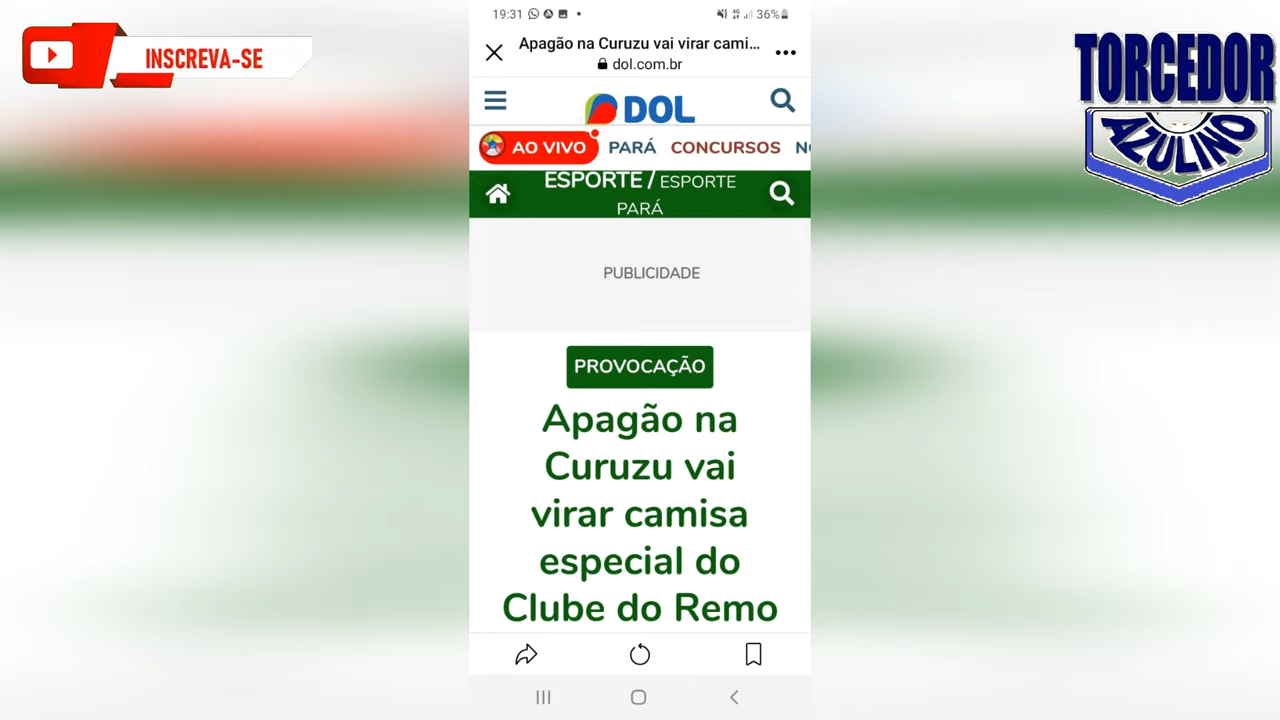 INSCREVA-SE
19:31
4G
36%
Apagão na Curuzu vai virar cami...
dol.com.br
DOL
AO VIVO PARÁ CONCURSOS N
ESPORTE / ESPORTE
PARÁ
PUBLICIDADE
PROVOCAÇÃO
Apagão na
Curuzu vai
virar camisa
especial do
Clube do Remo
TORCEDOR
AZULINO